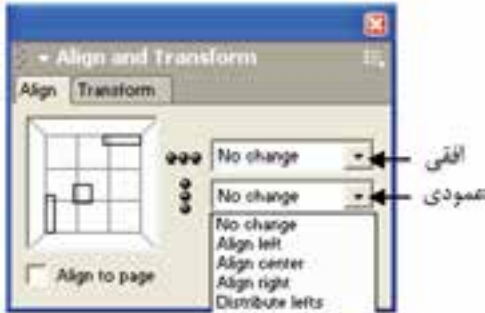 Align and Transform
Align Transform
No change افقی
No change عمودی
No change
Align left
Align center
Align right
Distribute lefts
Align to page